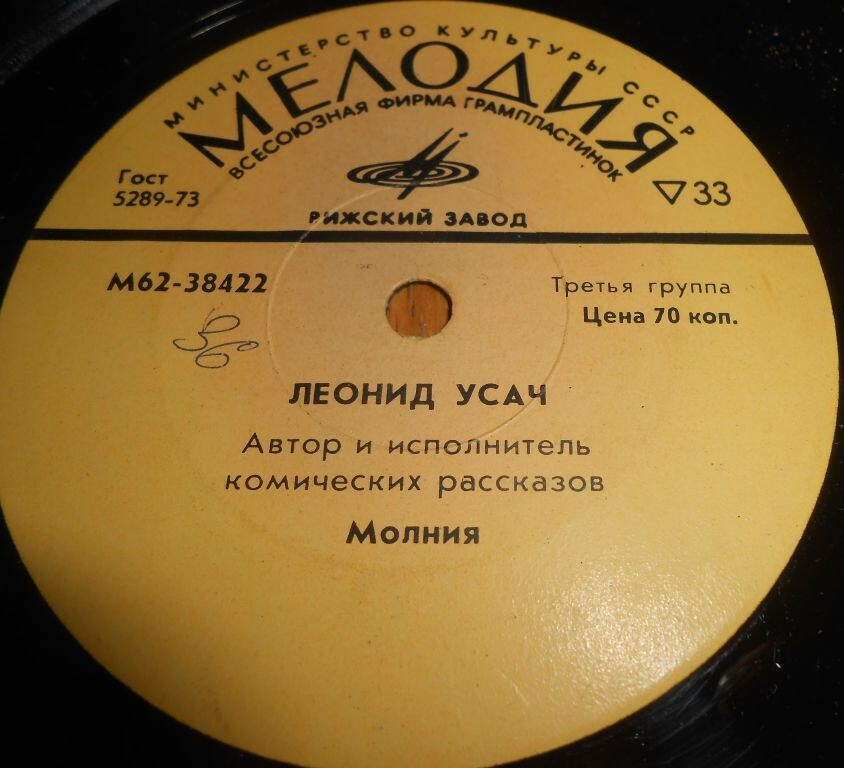 МИНИСТЕРСТВО КУЛЬТУРЫ СССР
МЕЛОДИЯ
ВСЕСОЮЗНАЯ ФИРМА ГРАМПЛАСТИНОК
Гост
5289-73
33
РИЖСКИЙ ЗАВОД
М62-38422
Третья группа
Цена 70 коп.
ЛЕОНИД УСАЧ
Автор и исполнитель
комических рассказов
Молния